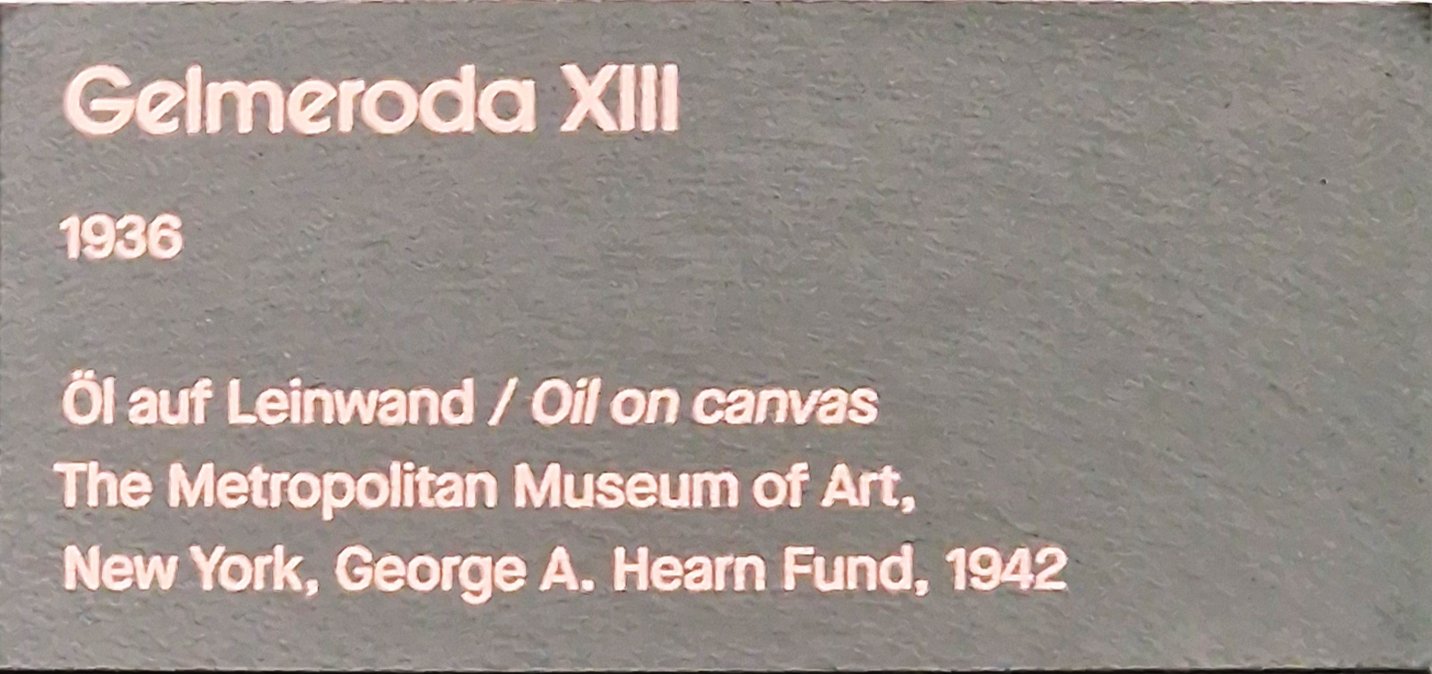 Gelmeroda XIII
1936
Öl auf Leinwand / Oil on canvas
The Metropolitan Museum of Art,
New York, George A. Hearn Fund, 1942